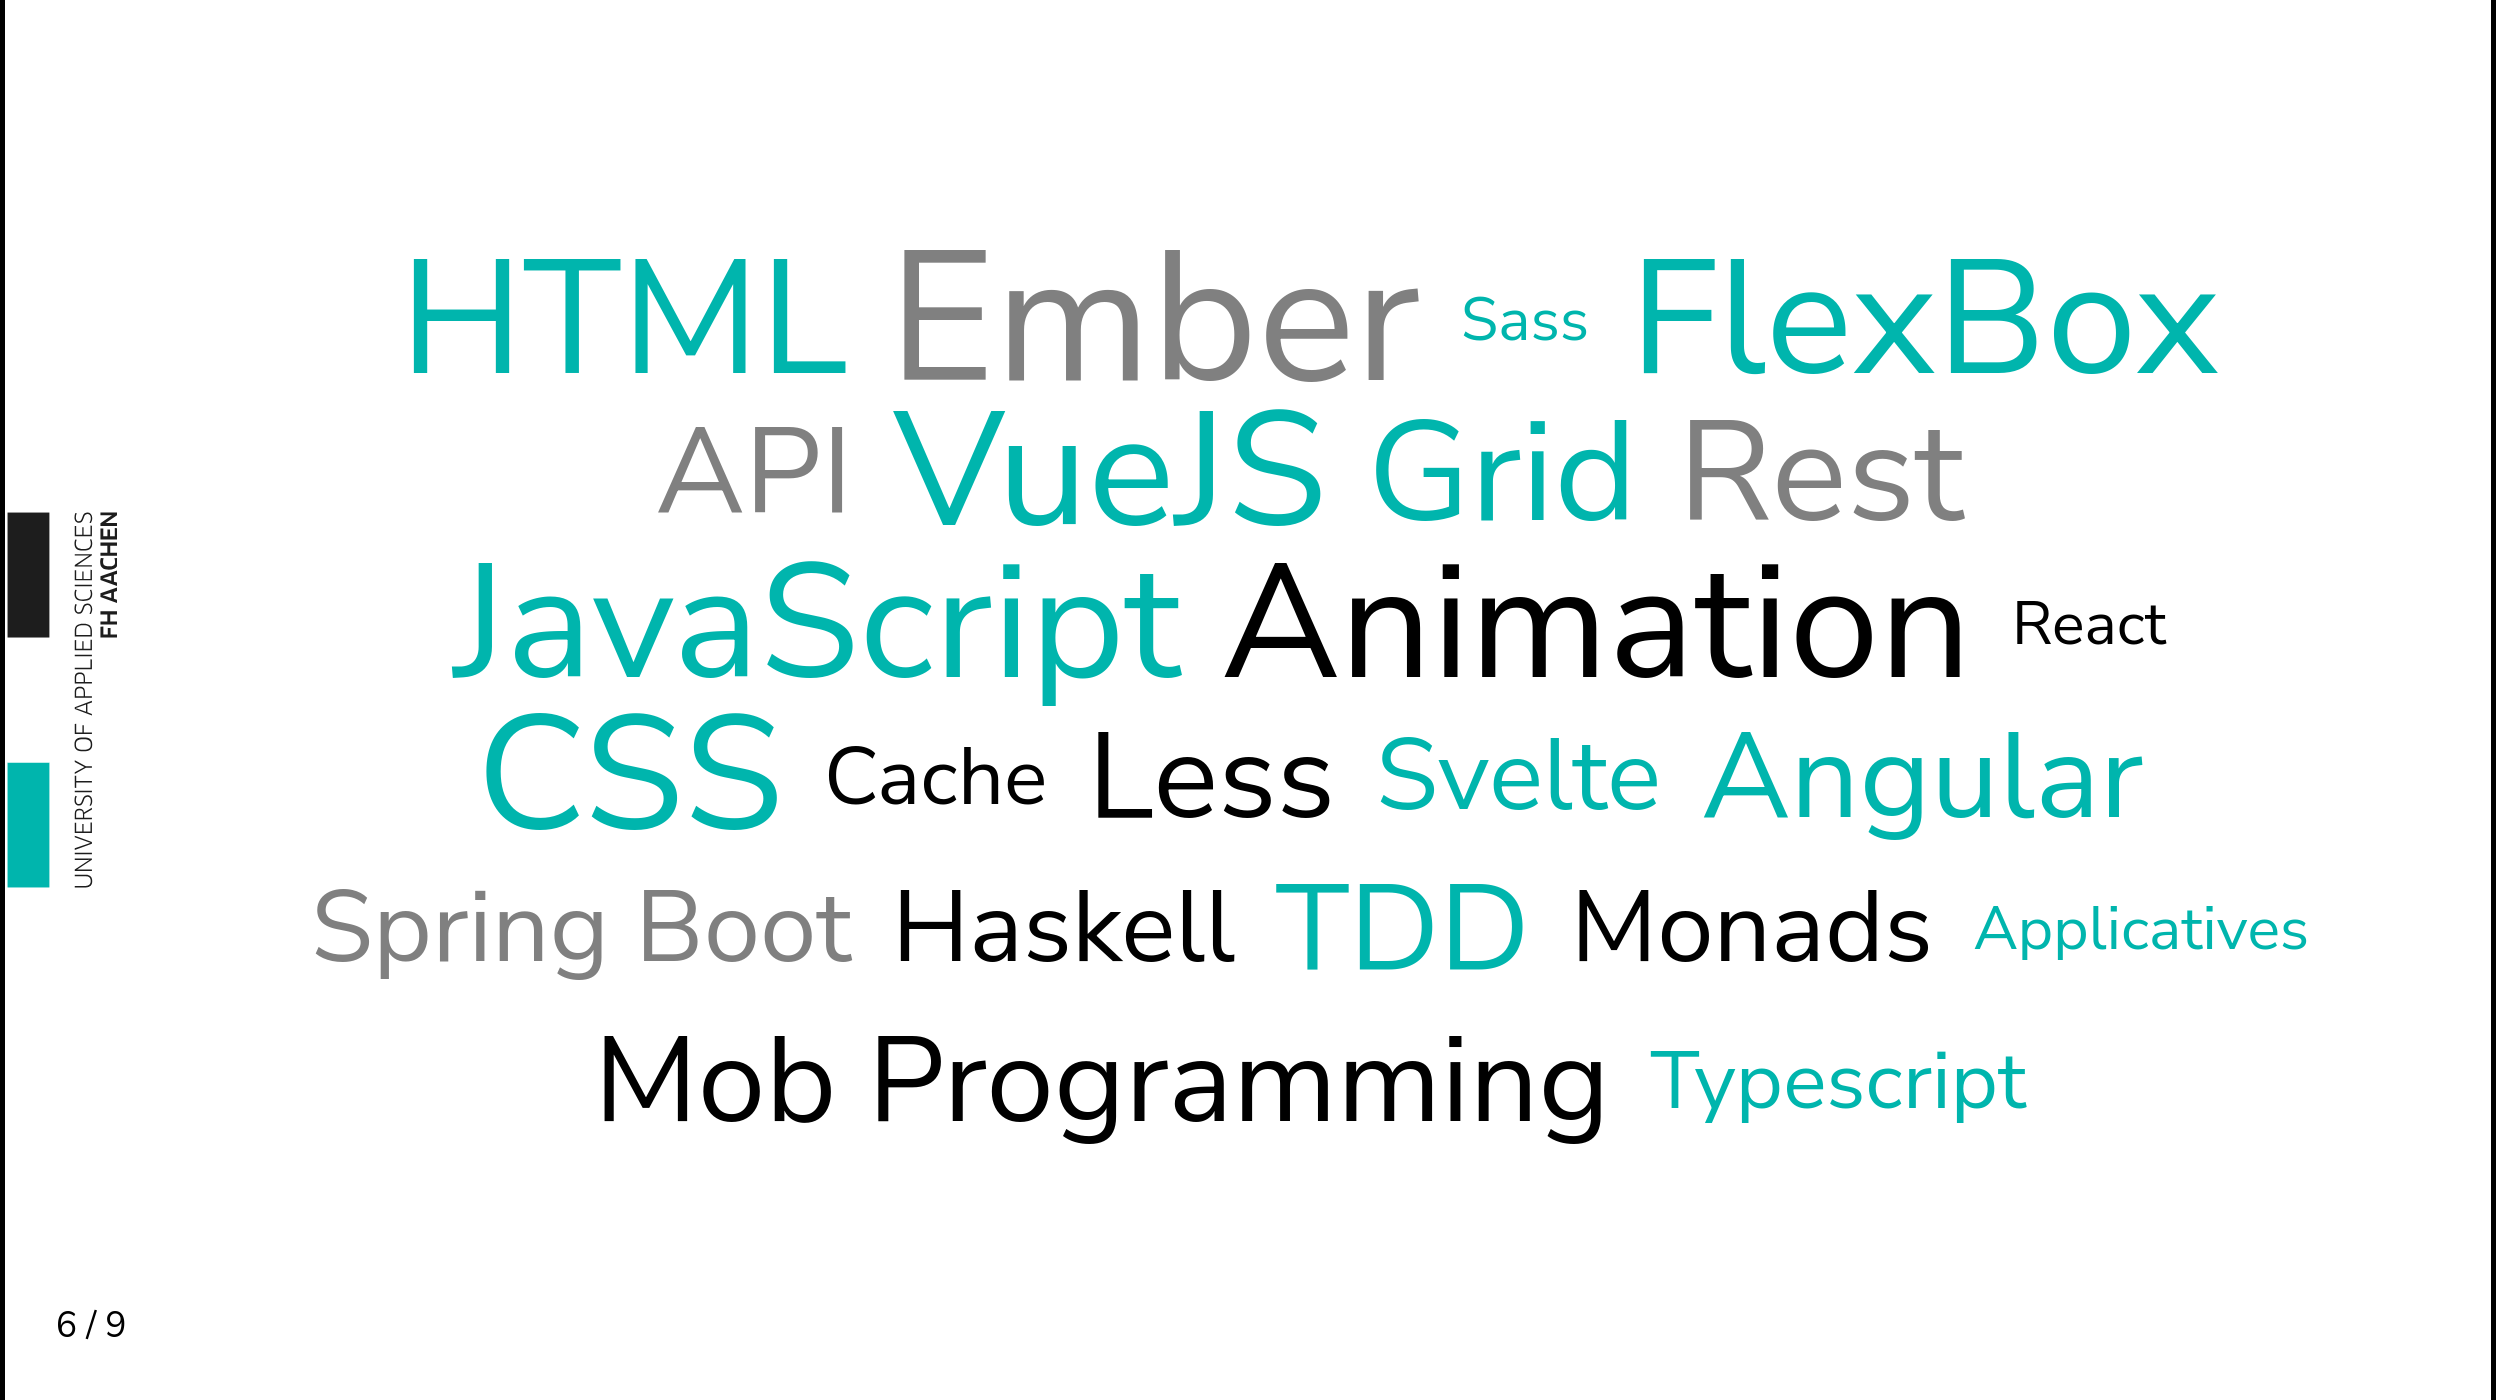 HTML Ember Sass FlexBox
API VueJS Grid Rest
JavaScript Animation React
CSS Cache Less Svelte Angular
Spring Boot Haskell TDD Monads Applicatives
Mob Programming Typescript
UNIVERSITY OF APPLIED SCIENCES
FH AACHEN
6 / 9